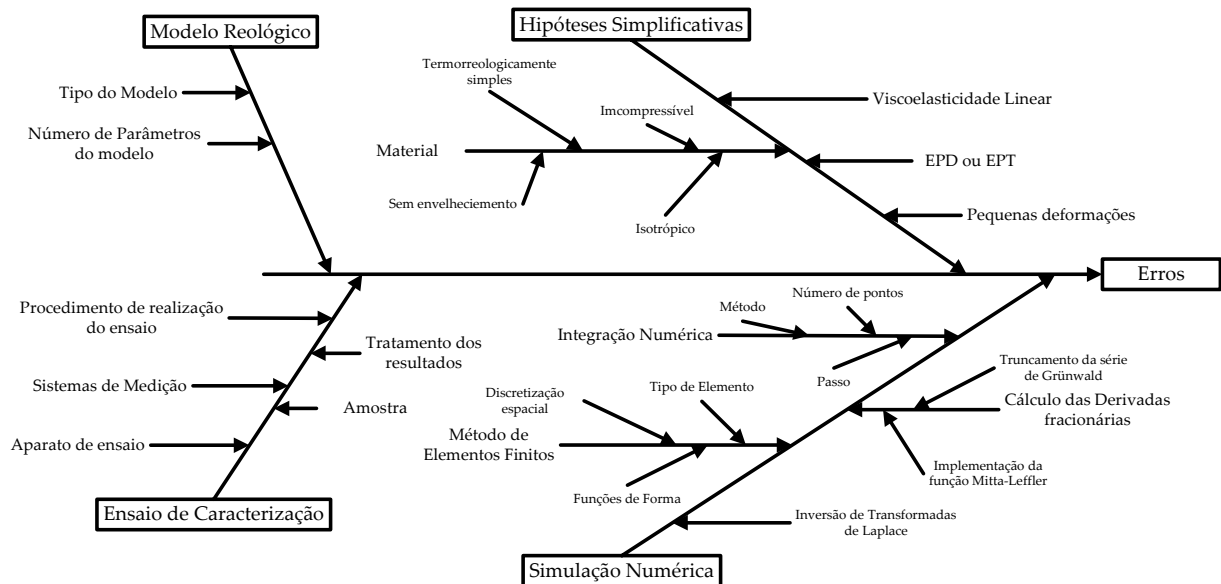 Modelo Reológico
Tipo do Modelo
Número de Parâmetros
do modelo
Hipóteses Simplificativas
Termorreologicamente
simples
Imcompressível
Material
Sem envelheciemento
Isotrópico
Viscoelasticidade Linear
EPD ou EPT
Pequenas deformações
Erros
Procedimento de realização
do ensaio
Tratamento dos
resultados
Sistemas de Medição
Amostra
Aparato de ensaio
Ensaio de Caracterização
Número de pontos
Método
Integração Numérica
Passo
Truncamento da série
de Grünwald
Cálculo das Derivadas
fracionárias
Implementação da
função Mitta-Leffler
Tipo de Elemento
Discretização
espacial
Método de
Elementos Finitos
Funções de Forma
Inversão de Transformadas
de Laplace
Simulação Numérica